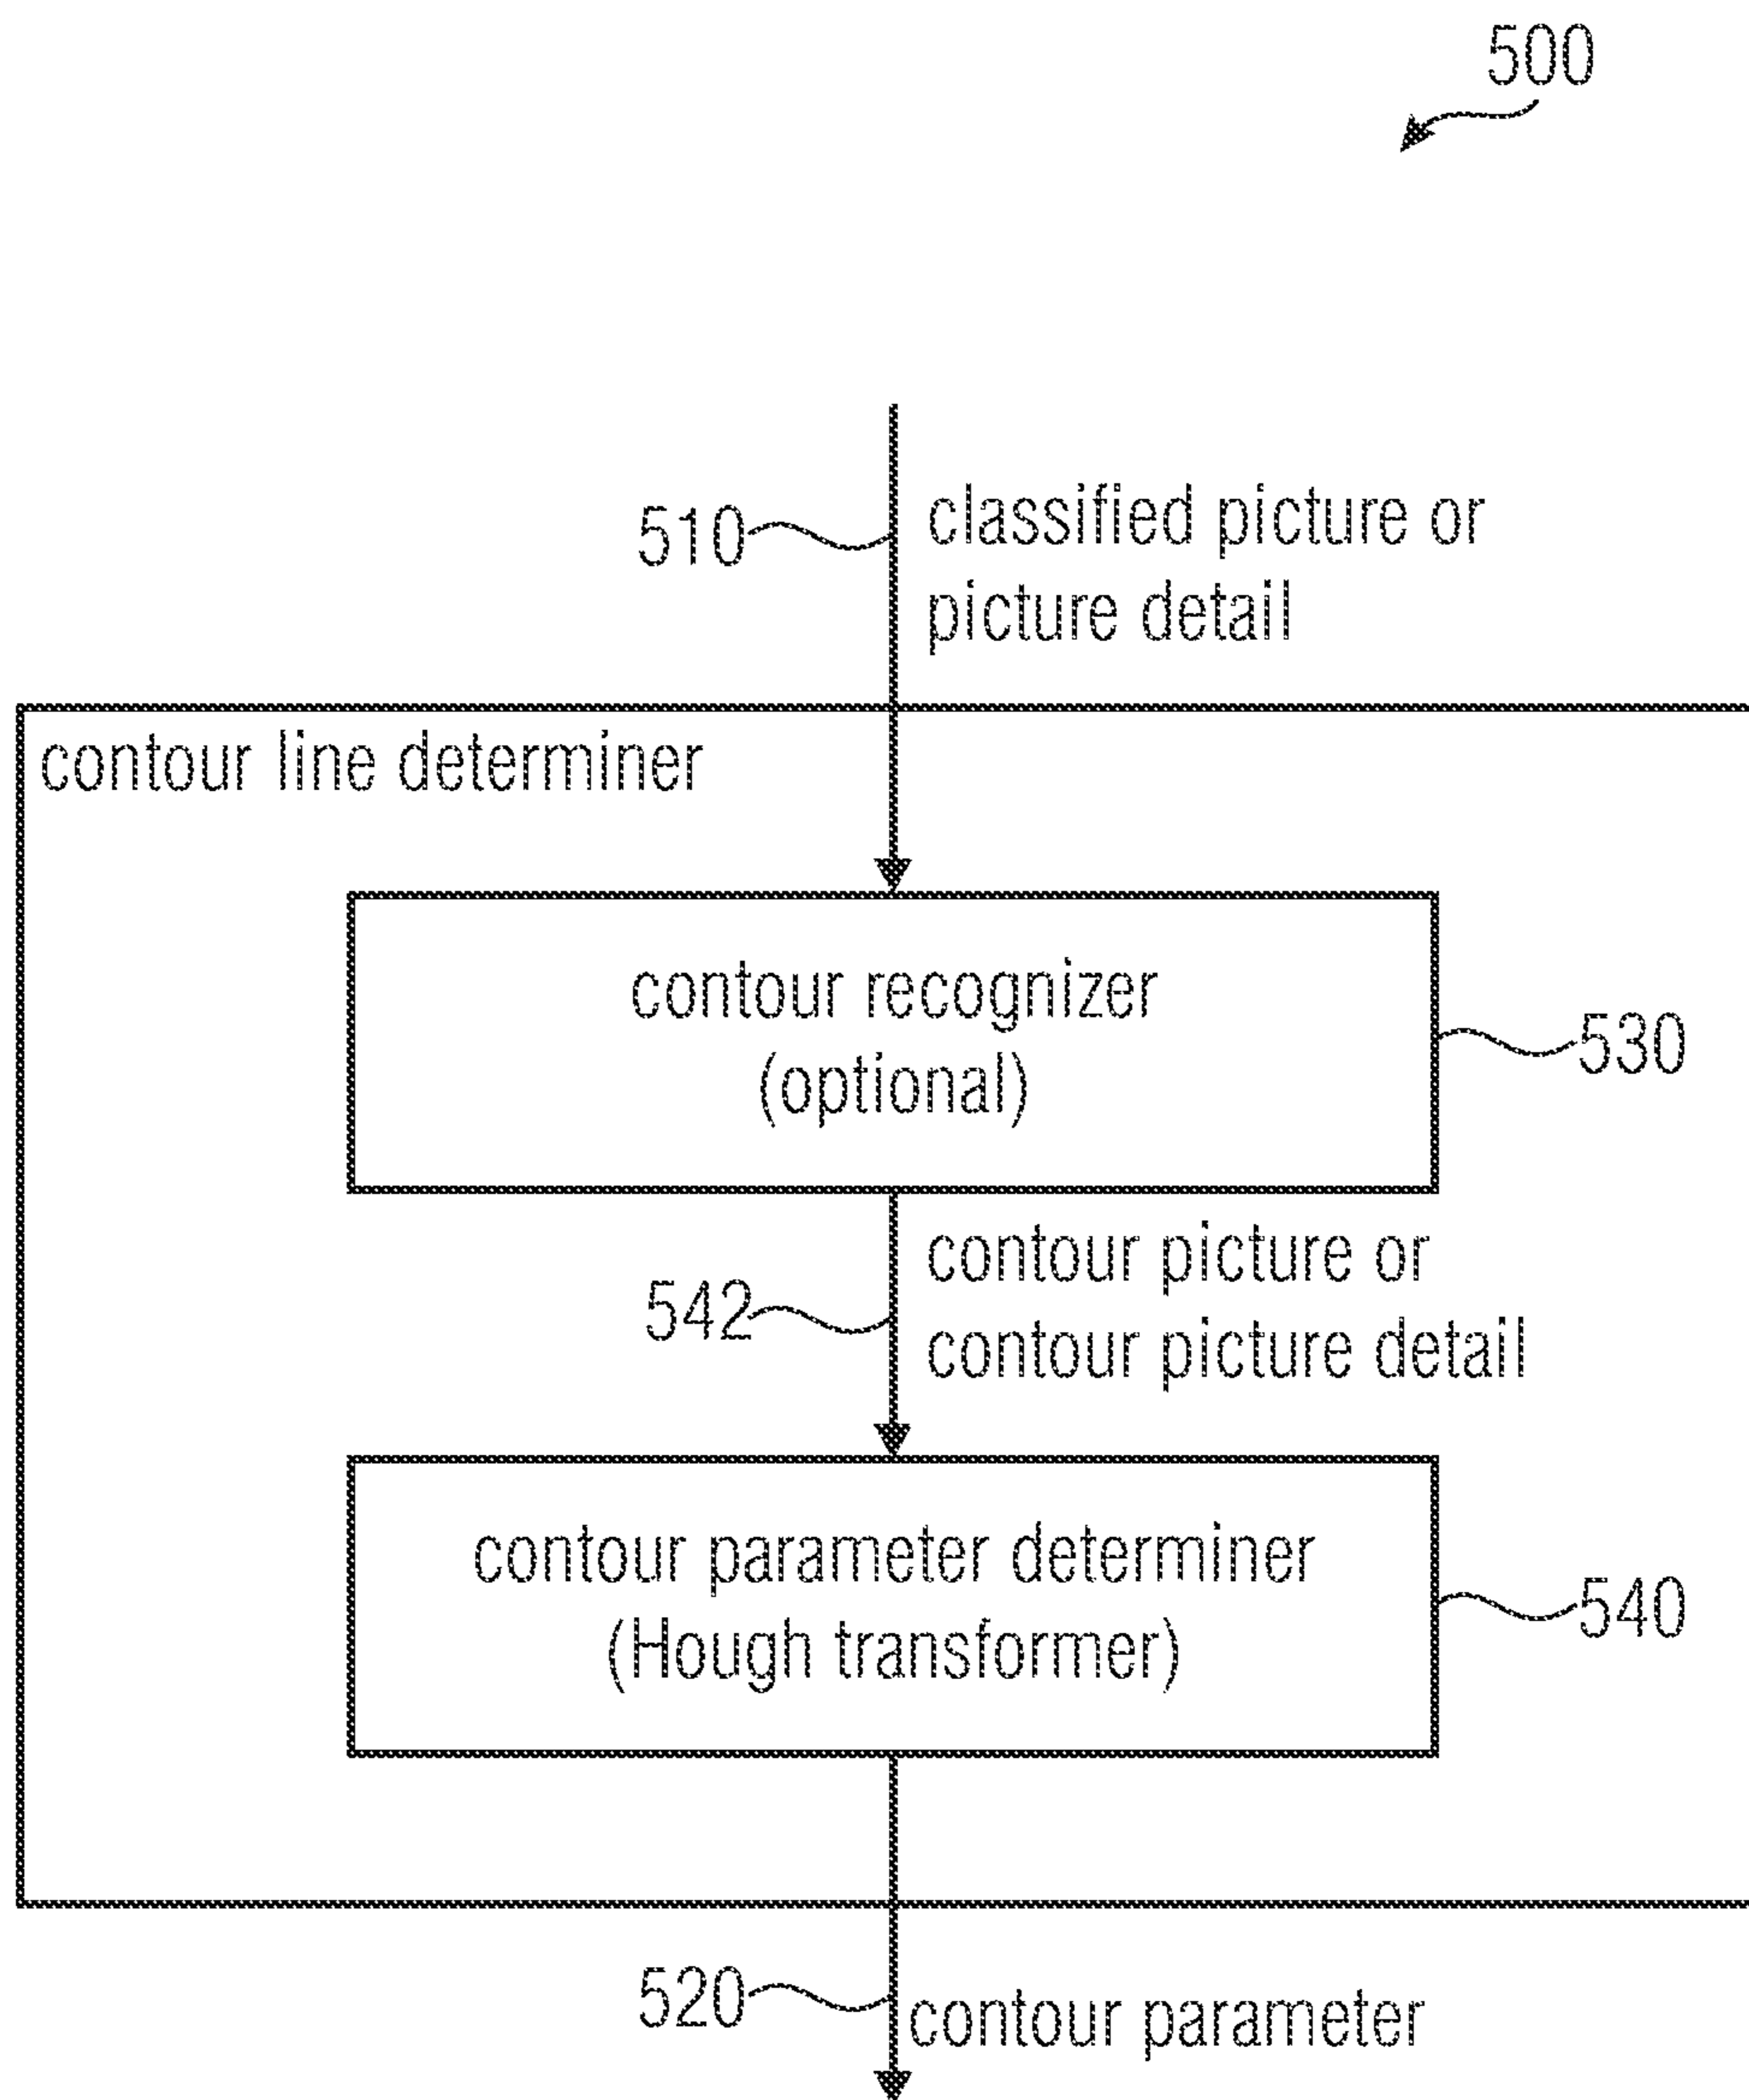 500
510
classified picture or
picture detail
contour line determiner
contour recognizer
(optional)
530
contour picture or
542
contour picture detail
contour parameter determiner
(Hough transformer)
540
520
contour parameter